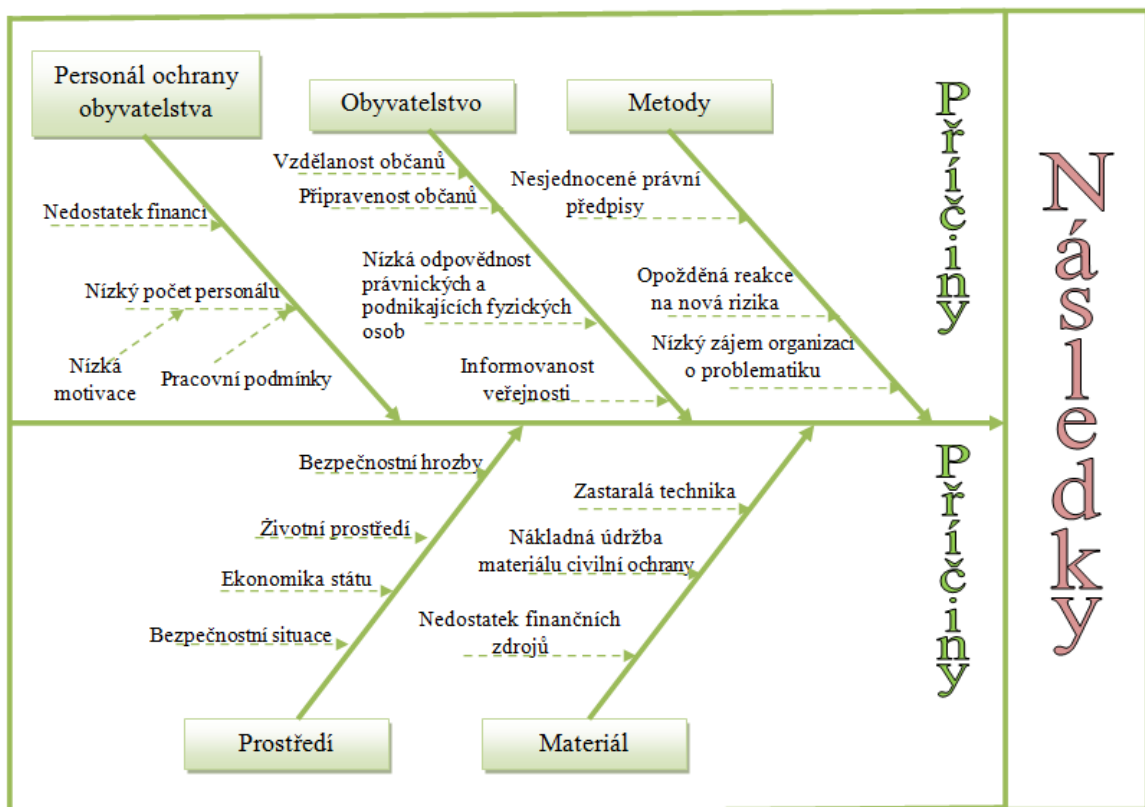 Personál ochrany
obyvatelstva
Obyvatelstvo
Metody
Vzdělanost občanů
Připravenost občanů
Nesjednocené právní
předpisy
Nedostatek financí
Nízká odpovědnost
právnických a
podnikajících fyzických
osob
Opožděná reakce
na nová rizika
Nízký počet personálu
Nízký zájem organizací
o problematiku
Nízká
motivace
Pracovní podmínky
Informovanost
veřejnosti
Příčiny
Následky
Bezpečnostní hrozby
Zastaralá technika
Životní prostředí
Nákladná údržba
materiálu civilní ochrany
Ekonomika státu
Nedostatek finančních
zdrojů
Bezpečnostní situace
Příčiny
Prostředí
Materiál